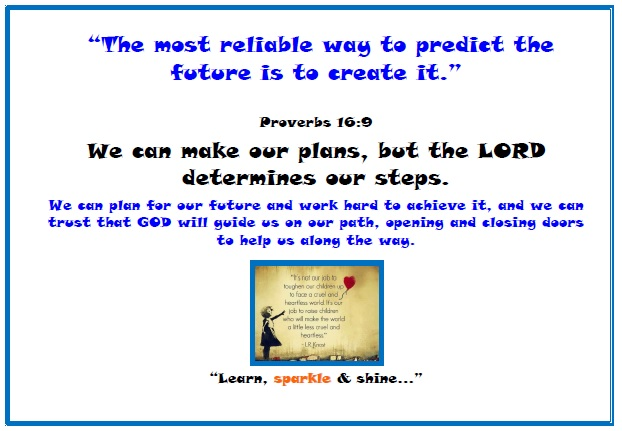 “The most reliable way to predict the
future is to create it.”
Proverbs 16:9
We can make our plans, but the LORD
determines our steps.
We can plan for our future and work hard to achieve it, and we can
trust that GOD will guide us on our path, opening and closing doors
to help us along the way.
"It's not our job to
toughen our children up
to face a cruel and
heartless world. It's our
job to raise children
who will make the world
a little less cruel and
heartless."
- L.R.Knost
“Learn, sparkle & shine...”